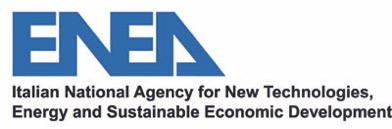 ENEA
Italian National Agency for New Technologies,
Energy and Sustainable Economic Development